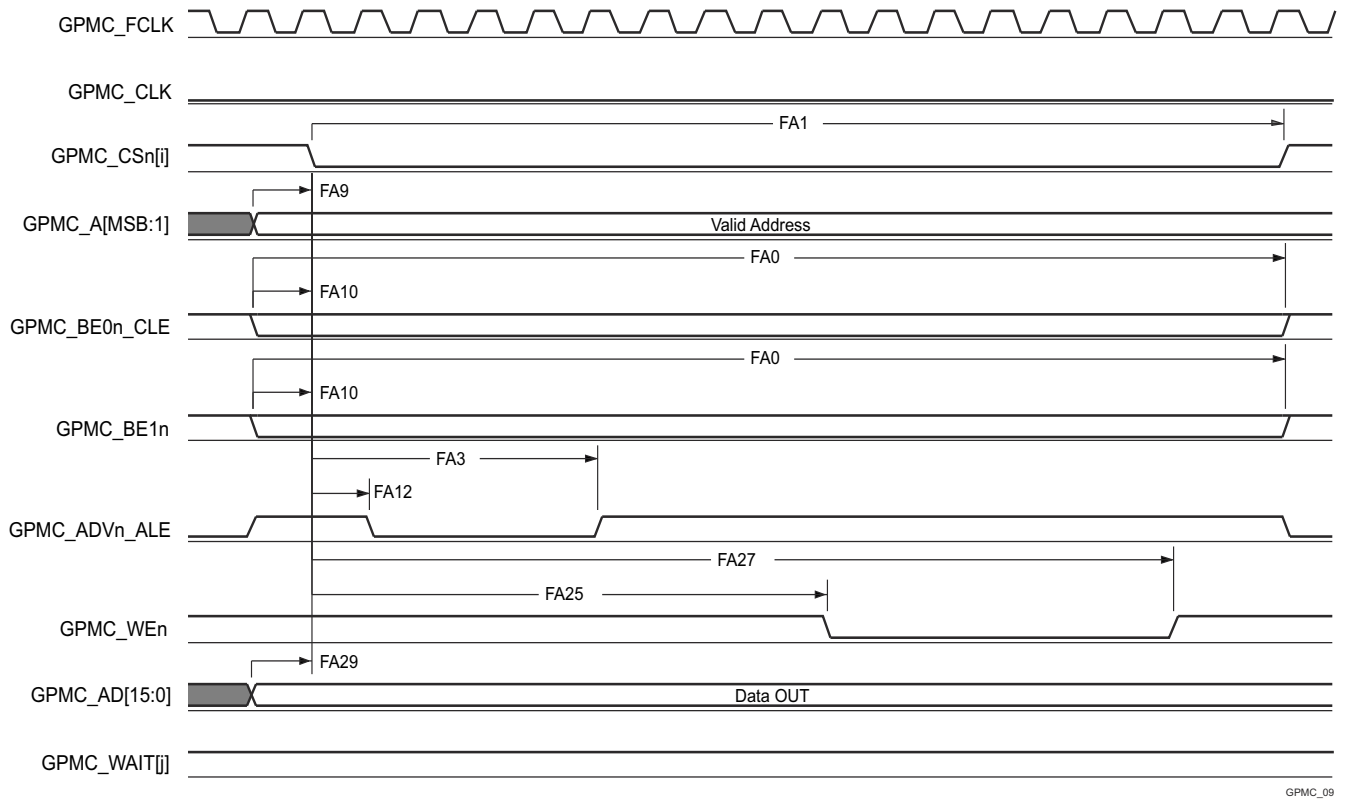 GPMC_FCLK
GPMC_CLK
FA1
GPMC_CSn[i]
FA9
GPMC_A[MSB:1]
Valid Address
FA0
FA10
GPMC_BE0n_CLE
FA0
FA10
GPMC_BE1n
FA3
FA12
GPMC_ADVn_ALE
FA27
FA25
GPMC_WEn
FA29
GPMC_AD[15:0]
Data OUT
GPMC_WAIT[j]
GPMC_09